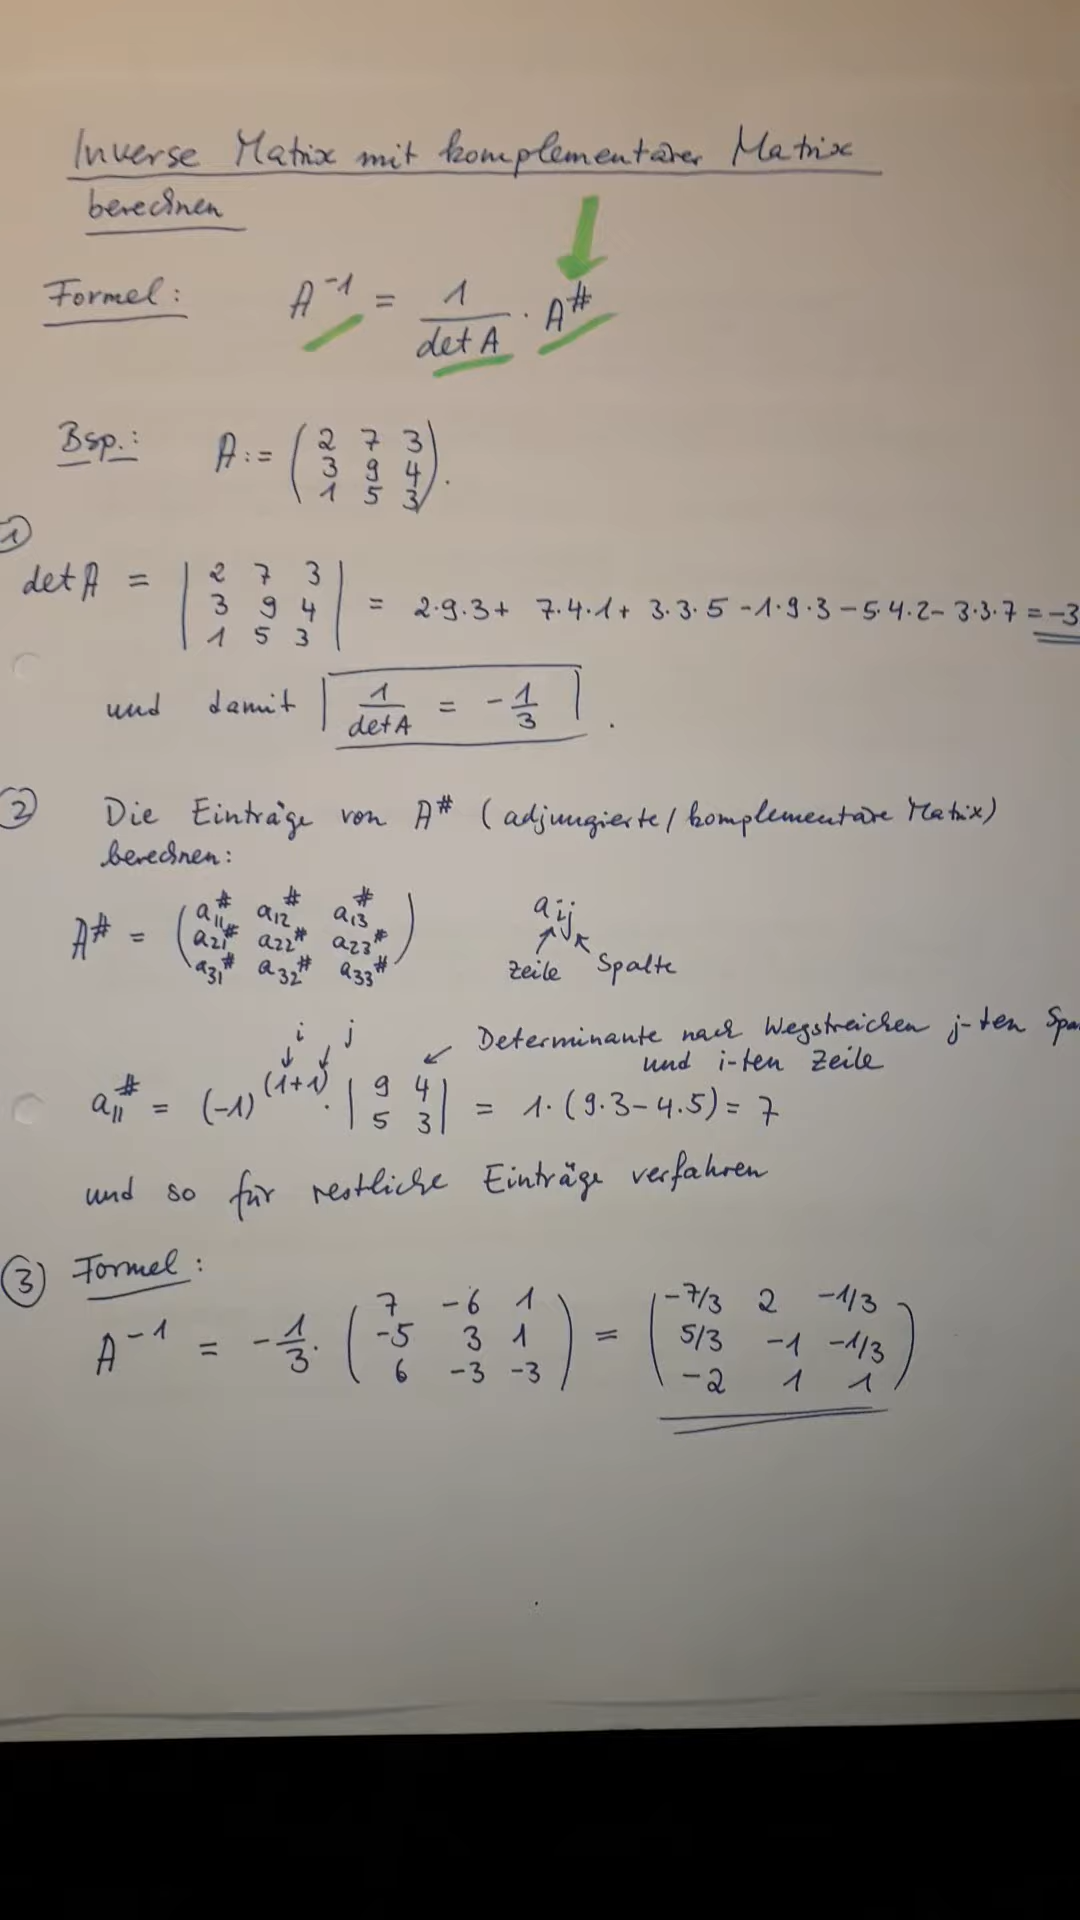 Inverse Matrix mit komplementärer Matrix
berechnen
Formel: A⁻¹ = 1/det A · A#
Bsp.: A := (2 7 3
3 9 4
1 5 3).
①
det A = |2 7 3
3 9 4
1 5 3| = 2·9·3+ 7·4·1+ 3·3·5 -1·9·3-5·4·2-3·3·7 = -3
und damit 1/det A = -1/3 .
② Die Einträge von A# (adjungierte/komplementäre Matrix)
berechnen:
A# = (a11# a12# a13#
a21# a22# a23#
a31# a32# a33#)
aij
Zeile Spalte
i j
Determinante nach Wegstreichen j-ten Spa
und i-ten Zeile
a11# = (-1)^(1+1) · |9 4
5 3| = 1·(9·3-4·5) = 7
und so für restliche Einträge verfahren
③ Formel:
A⁻¹ = -1/3 · (7 -6 1
-5 3 1
6 -3 -3) = (-7/3 2 -1/3
5/3 -1 -1/3
-2 1 1)